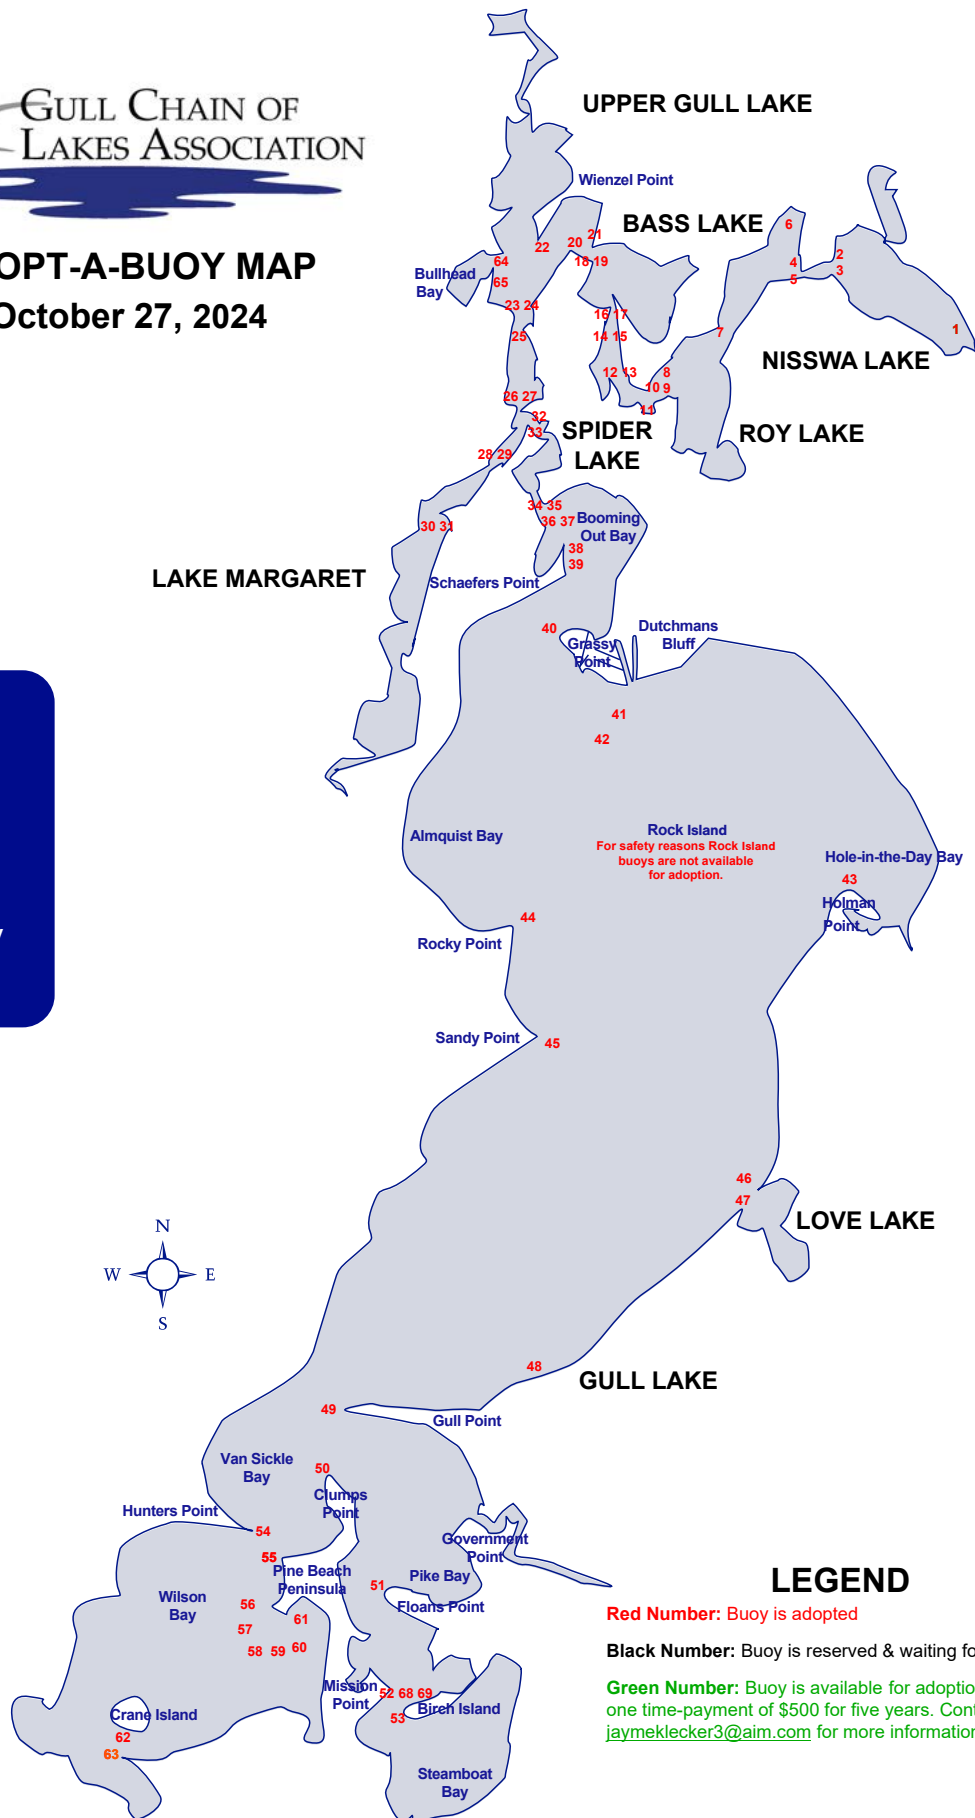 GULL CHAIN OF
LAKES ASSOCIATION
OPT-A-BUOY MAP
October 27, 2024
UPPER GULL LAKE
Wienzel Point
BASS LAKE
6
21
20
22
2
64
18 19
4
3
Bullhead
Bay
65
5
23 24
16 17
1
25
14 15
7
NISSWA LAKE
12 13
8
10 9
26 27
11
32
33
SPIDER
LAKE
ROY LAKE
28 29
34 35
36 37
Booming
Out Bay
30 31
38
39
LAKE MARGARET
Schaefers Point
40
Dutchmans
Bluff
Grassy
Point
41
42
Almquist Bay
Rock Island
For safety reasons Rock Island
buoys are not available
for adoption.
Hole-in-the-Day Bay
43
Holman
Point
44
Rocky Point
Sandy Point
45
46
47
LOVE LAKE
N
W
E
S
48
GULL LAKE
49
Gull Point
Van Sickle
Bay
50
Clumps
Point
Hunters Point
54
Government
Point
55
Pine Beach
Peninsula
51
Pike Bay
Wilson
Bay
56
Floans Point
61
57
58
59
60
Mission
Point
52 68 69
Birch Island
53
Crane Island
62
63
Steamboat
Bay
LEGEND
Red Number: Buoy is adopted
Black Number: Buoy is reserved & waiting fo
Green Number: Buoy is available for adoptio
one time-payment of $500 for five years. Cont
jaymeklecker3@aim.com for more information